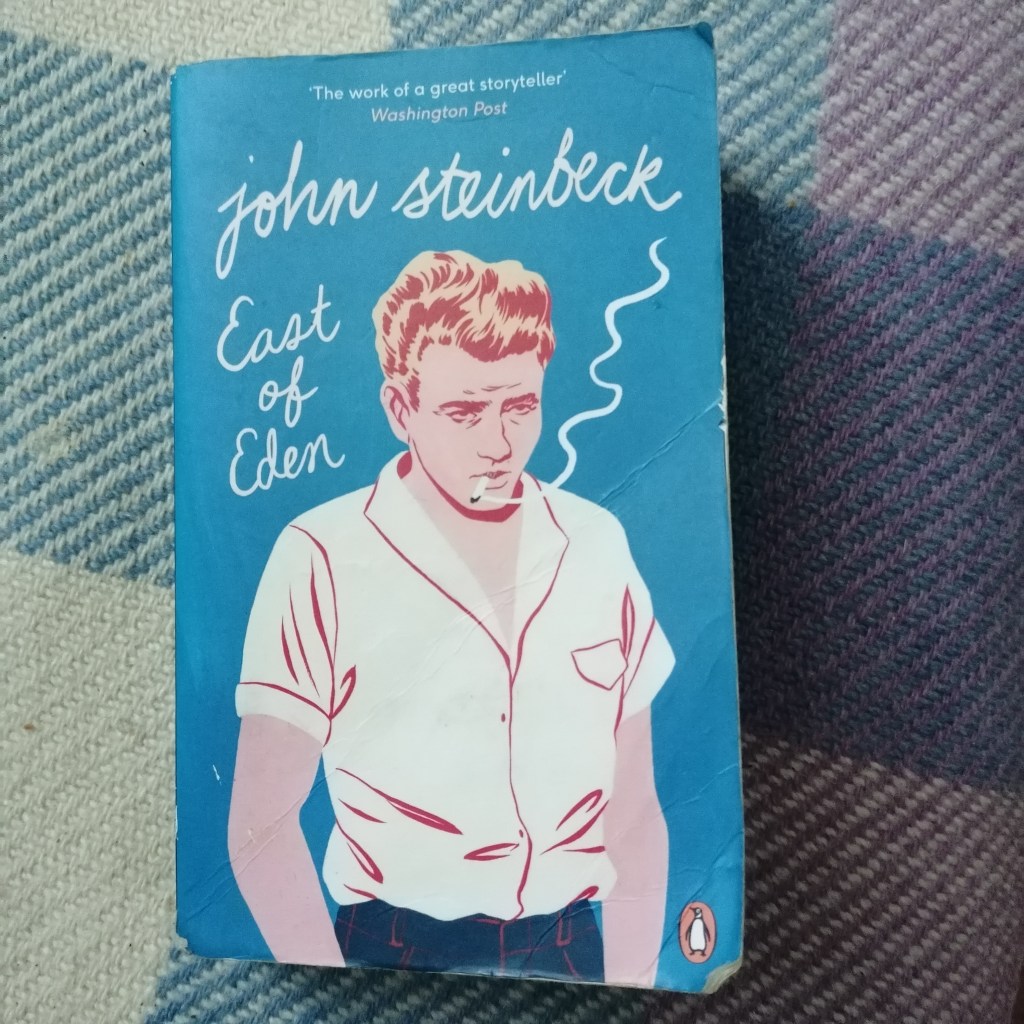 'The work of a great storyteller'
Washington Post
john steinbeck
East
of
Eden